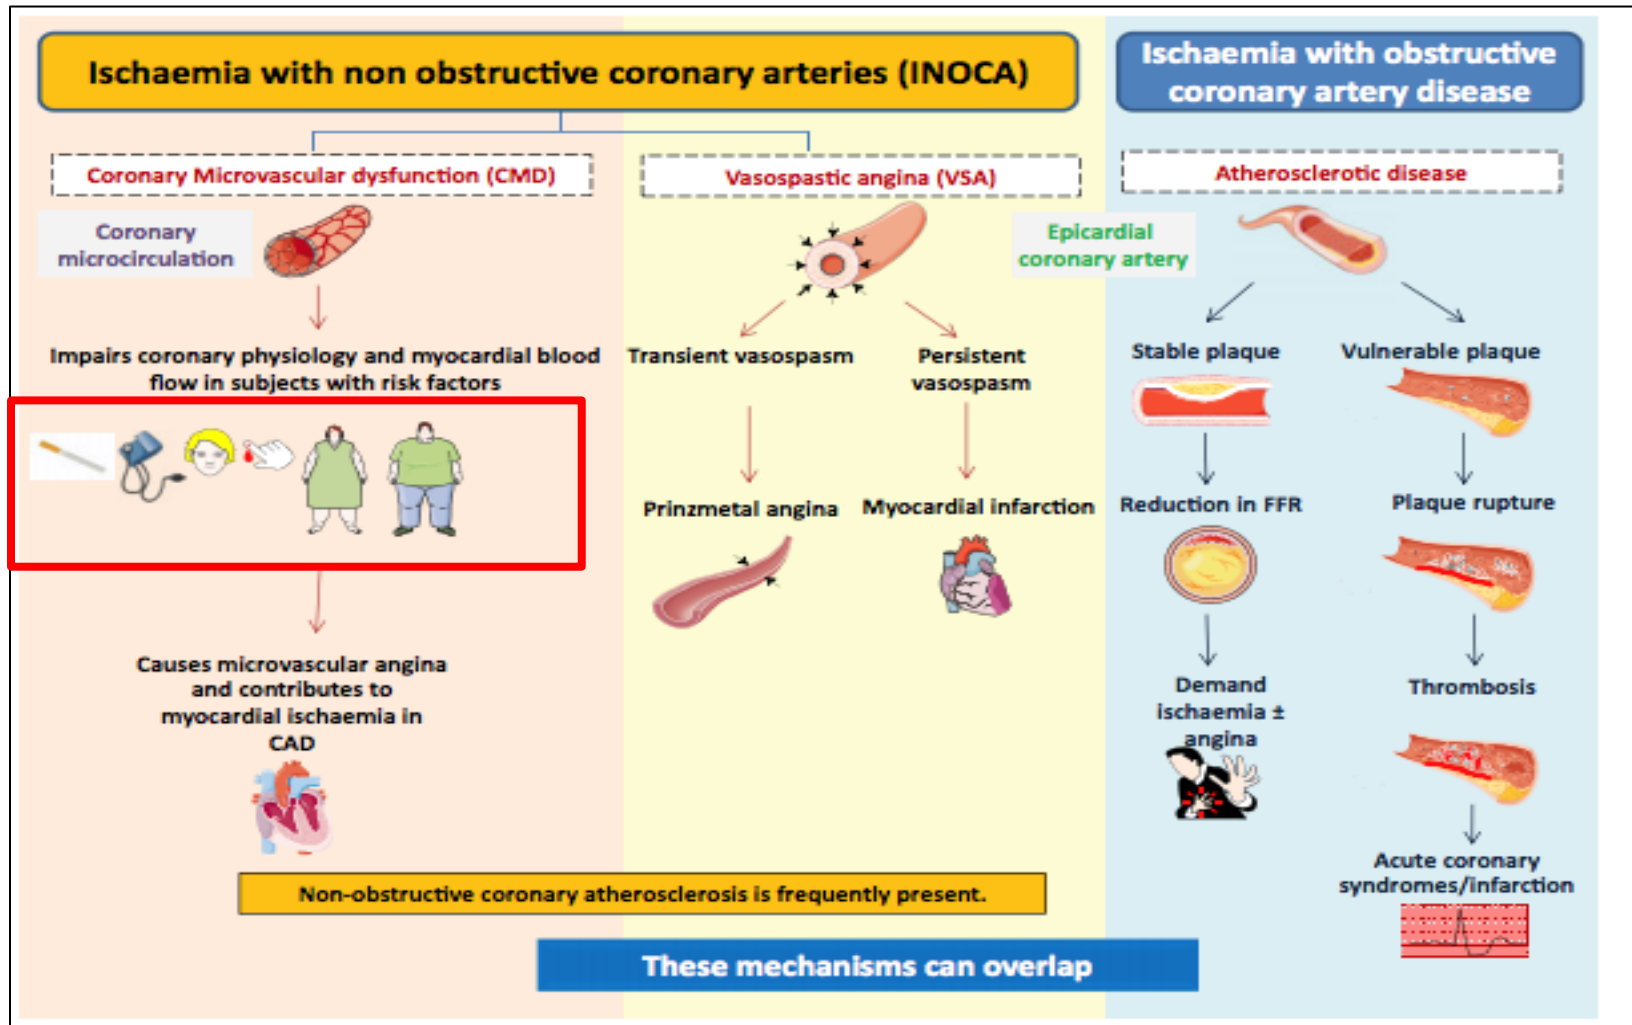 Ischaemia with non obstructive coronary arteries (INOCA)
Ischaemia with obstructive
coronary artery disease
Coronary Microvascular dysfunction (CMD)
Vasospastic angina (VSA)
Atherosclerotic disease
Coronary
microcirculation
Epicardial
coronary artery
Impairs coronary physiology and myocardial blood
flow in subjects with risk factors
Transient vasospasm
Persistent
vasospasm
Stable plaque
Vulnerable plaque
Prinzmetal angina
Myocardial infarction
Reduction in FFR
Plaque rupture
Causes microvascular angina
and contributes to
myocardial ischaemia in
CAD
Demand
ischaemia ±
angina
Thrombosis
Acute coronary
syndromes/infarction
Non-obstructive coronary atherosclerosis is frequently present.
These mechanisms can overlap